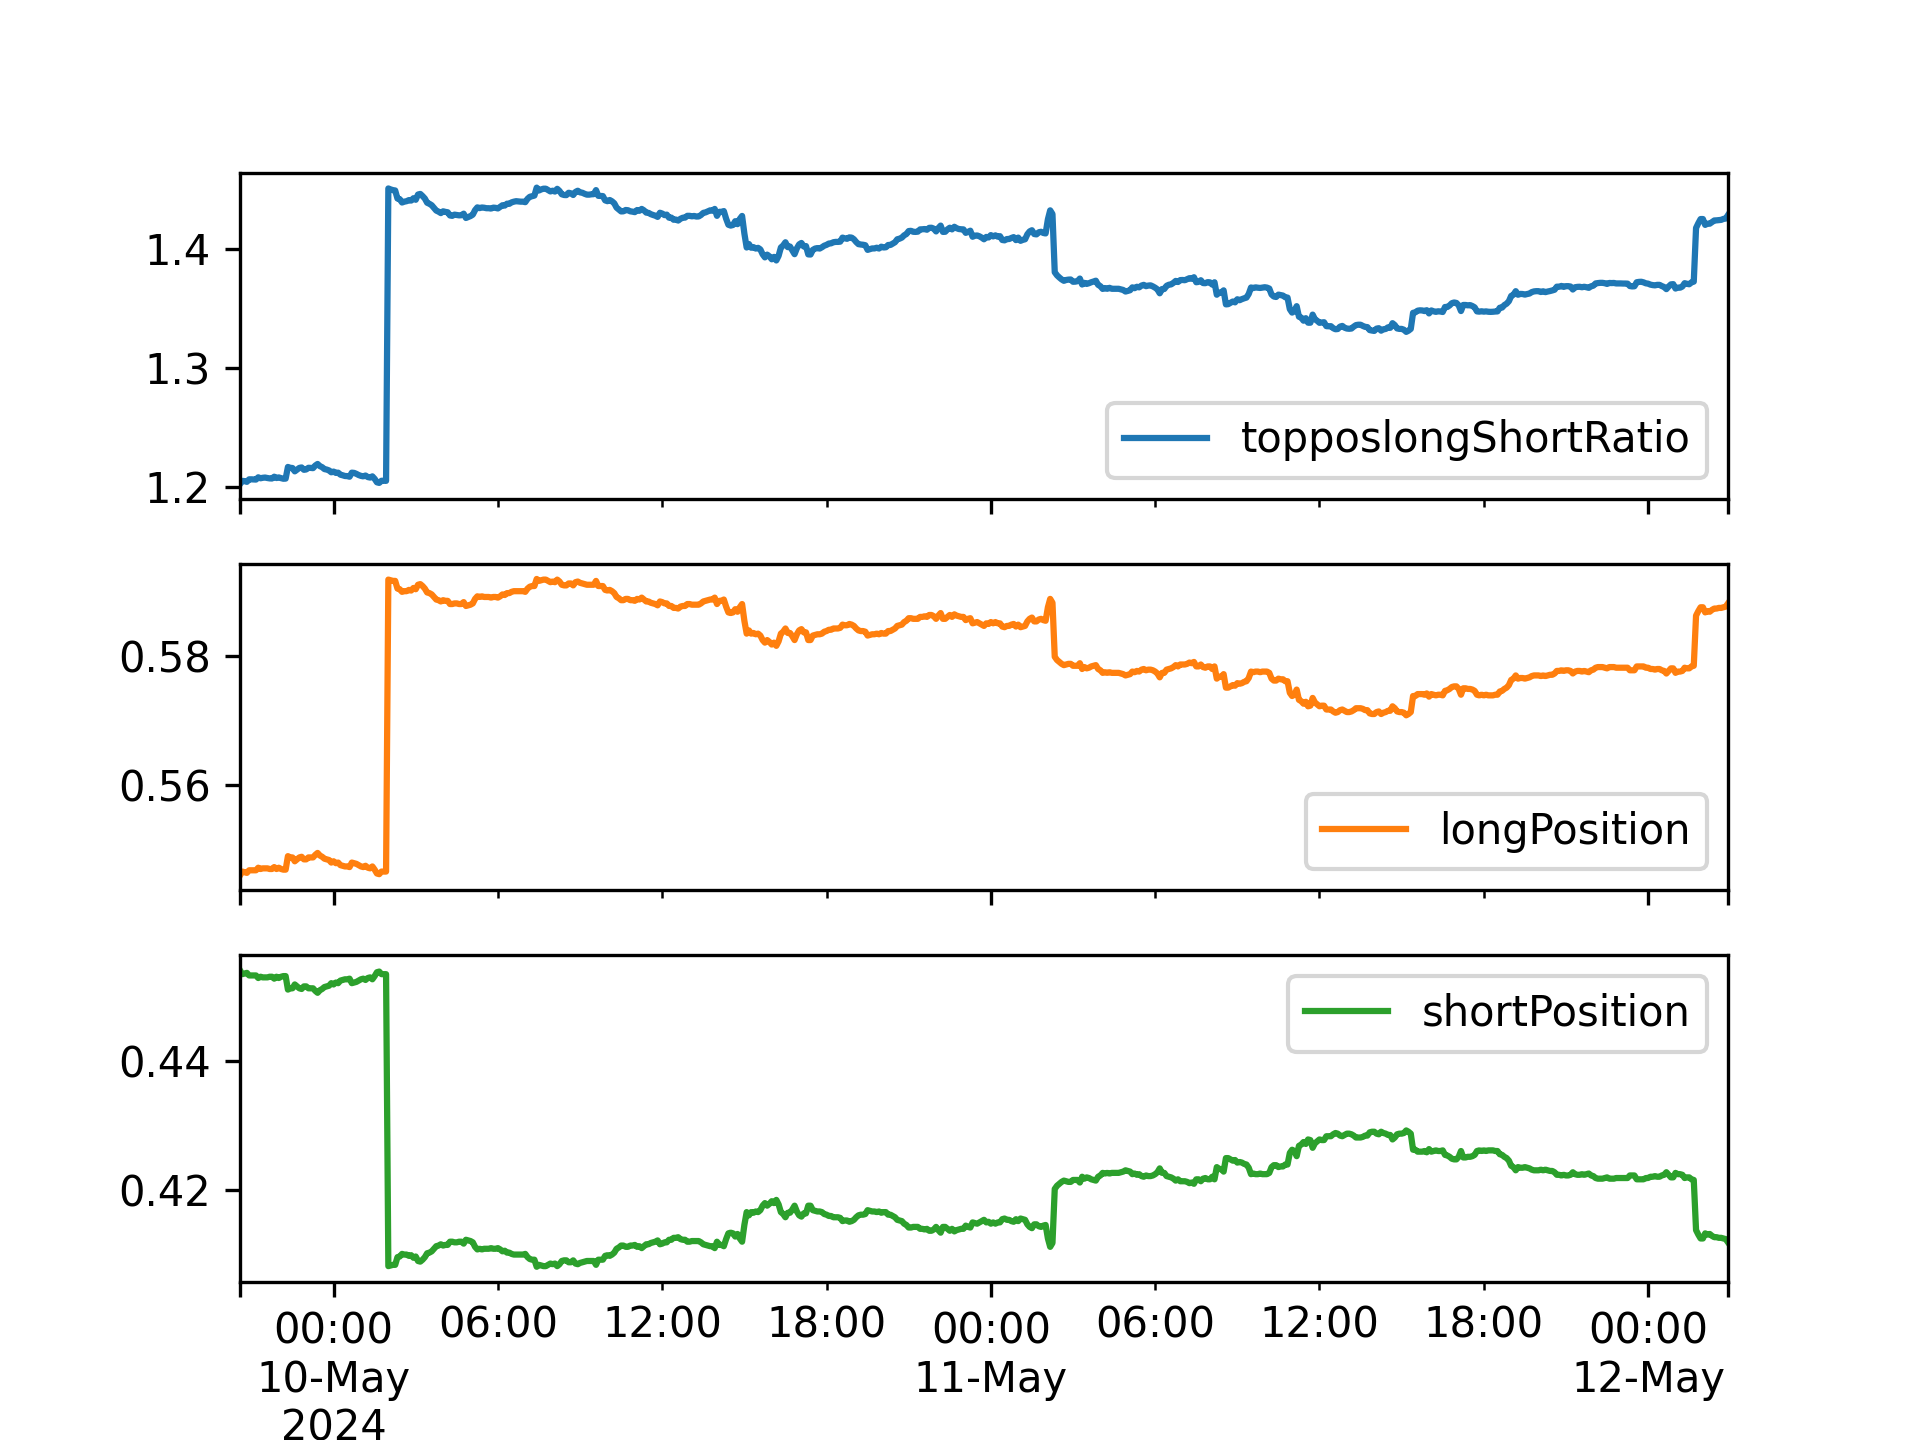 1.4
1.3
1.2
topposlongShortRatio
0.58
0.56
longPosition
0.44
0.42
shortPosition
00:00 06:00 12:00 18:00 00:00 06:00 12:00 18:00 00:00
10-May 11-May 12-May
2024